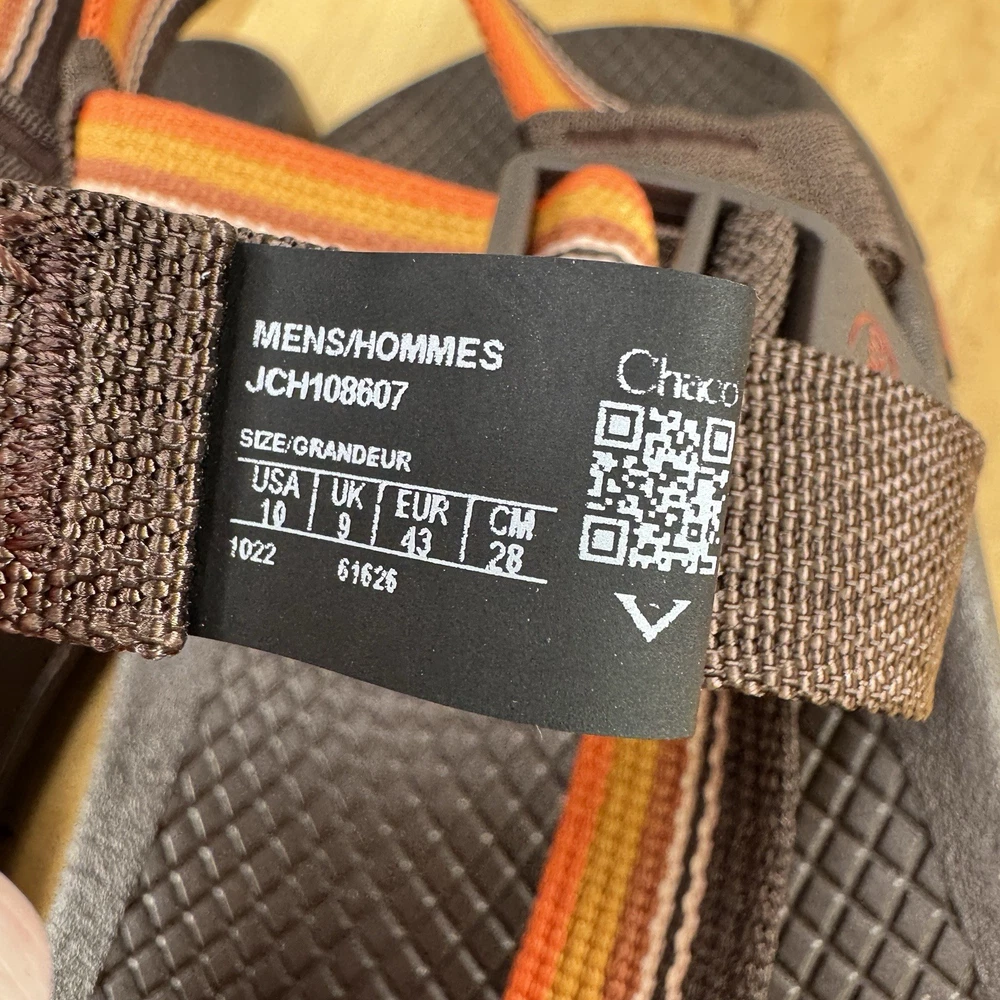 MENS/HOMMES
JCH108607
SIZE/GRANDEUR
USA UK EUR CM
10 9 43 28
1022 61626
Chaco